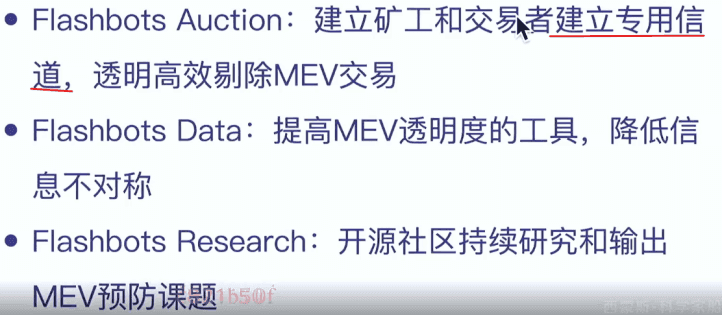 • Flashbots Auction：建立矿工和交易者建立专用信
道，透明高效剔除MEV交易
• Flashbots Data：提高MEV透明度的工具，降低信
息不对称
• Flashbots Research：开源社区持续研究和输出
MEV预防课题